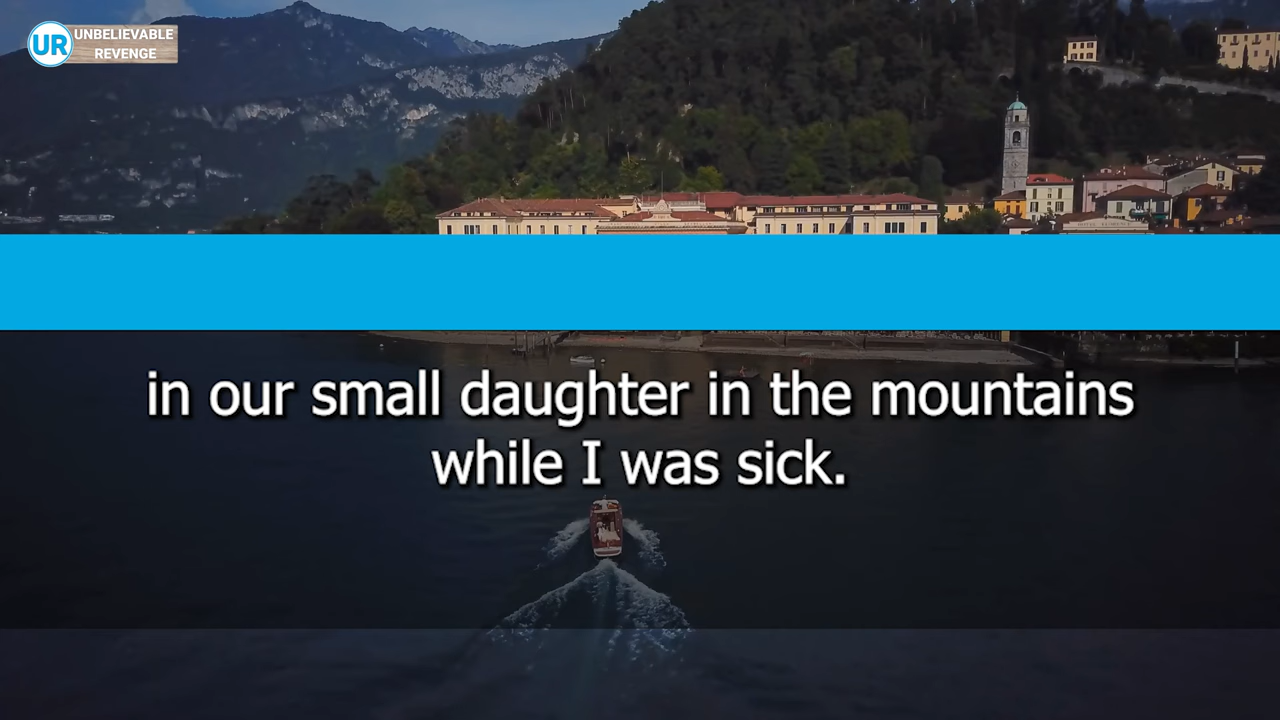 UR
UNBELIEVABLE
REVENGE
in our small daughter in the mountains
while I was sick.